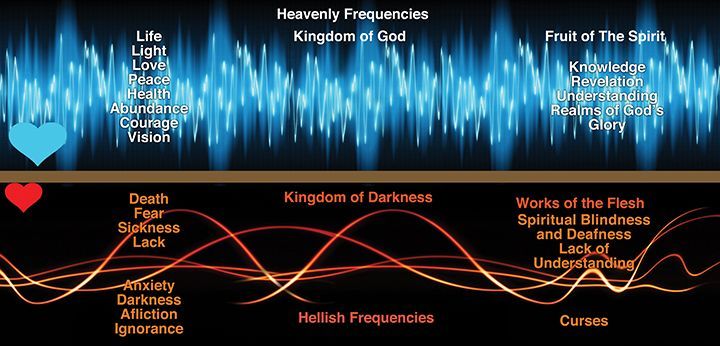 Heavenly Frequencies
Life
Light
Love
Peace
Health
Abundance
Courage
Vision
Kingdom of God
Fruit of The Spirit
Knowledge
Revelation
Understanding
Realms of God's
Glory
Death
Fear
Sickness
Lack
Anxiety
Darkness
Afliction
Ignorance
Kingdom of Darkness
Hellish Frequencies
Works of the Flesh
Spiritual Blindness
and Deafness
Lack of
Understanding
Curses